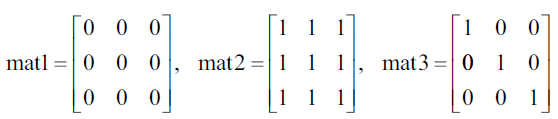 0 0 0 1 1 1 1 0 0
mat1 = 0 0 0 , mat2 = 1 1 1 , mat3 = 0 1 0
0 0 0 1 1 1 0 0 1